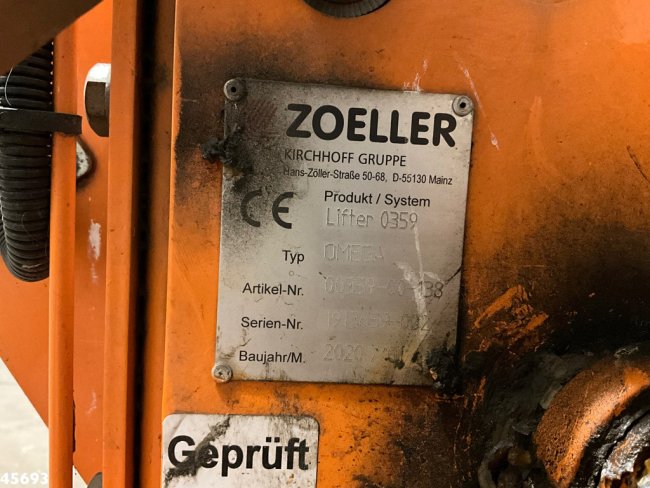 ZOELLER
KIRCHHOFF GRUPPE
Hans-Zöller-Straße 50-68, D-55130 Mainz
CE
Produkt / System
Lifter 0359
Typ OMEGA
Artikel-Nr.
Serien-Nr.
Baujahr/M. 2020
Geprüft
45693